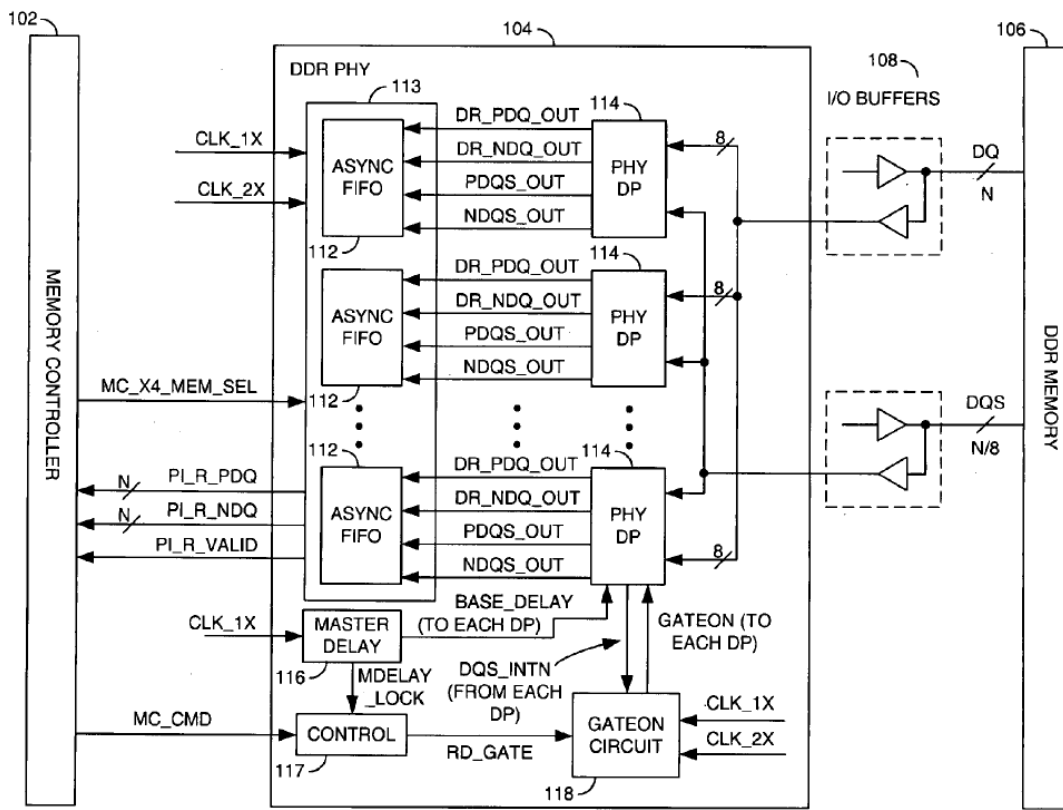 102
104
106
108
DDR PHY
113
114
I/O BUFFERS
CLK_1X
CLK_2X
ASYNC
FIFO
112
DR_PDQ_OUT
DR_NDQ_OUT
PDQS_OUT
NDQS_OUT
PHY
DP
8
DQ
N
114
ASYNC
FIFO
112
DR_PDQ_OUT
DR_NDQ_OUT
PDQS_OUT
NDQS_OUT
PHY
DP
8
MEMORY CONTROLLER
DDR MEMORY
MC_X4_MEM_SEL
DQS
N/8
112
114
N
PI_R_PDQ
N
PI_R_NDQ
PI_R_VALID
ASYNC
FIFO
DR_PDQ_OUT
DR_NDQ_OUT
PDQS_OUT
NDQS_OUT
PHY
DP
8
CLK_1X
MASTER
DELAY
116
BASE_DELAY
(TO EACH DP)
GATEON (TO
EACH DP)
MDELAY
_LOCK
DQS_INTN
(FROM EACH
DP)
MC_CMD
CONTROL
117
RD_GATE
GATEON
CIRCUIT
118
CLK_1X
CLK_2X